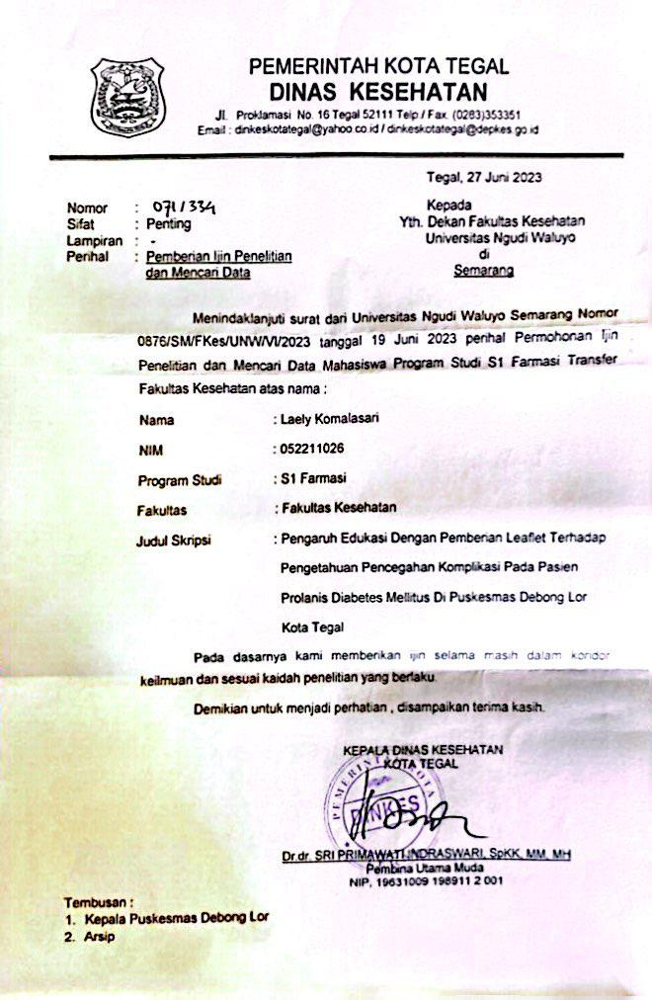 PEMERINTAH KOTA TEGAL
DINAS KESEHATAN
Jl. Proklamasi No. 16 Tegal 52111 Telp / Fax. (0283)353351
Email : dinkeskotategal@yahoo.co.id / dinkeskotategal@depkes.go.id
Tegal, 27 Juni 2023
Nomor : 071/334
Sifat : Penting
Lampiran : -
Perihal : Pemberian Ijin Penelitian
dan Mencari Data
Kepada
Yth. Dekan Fakultas Kesehatan
Universitas Ngudi Waluyo
di
Semarang
Menindaklanjuti surat dari Universitas Ngudi Waluyo Semarang Nomor
0876/SM/FKes/UNW/VI/2023 tanggal 19 Juni 2023 perihal Permohonan Ijin
Penelitian dan Mencari Data Mahasiswa Program Studi S1 Farmasi Transfer
Fakultas Kesehatan atas nama :
Nama : Laely Komalasari
NIM : 052211026
Program Studi : S1 Farmasi
Fakultas : Fakultas Kesehatan
Judul Skripsi : Pengaruh Edukasi Dengan Pemberian Leaflet Terhadap
Pengetahuan Pencegahan Komplikasi Pada Pasien
Prolanis Diabetes Mellitus Di Puskesmas Debong Lor
Kota Tegal
Pada dasarnya kami memberikan ijin selama masih dalam koridor
keilmuan dan sesuai kaidah penelitian yang berlaku.
Demikian untuk menjadi perhatian , disampaikan terima kasih.
KEPALA DINAS KESEHATAN
KOTA TEGAL
PEMERINTAH KOTA
DINKES
Dr.dr. SRI PRIMAWATI INDRASWARI, SpKK, MM, MH
Pembina Utama Muda
NIP. 19631009 198911 2 001
Tembusan :
1. Kepala Puskesmas Debong Lor
2. Arsip